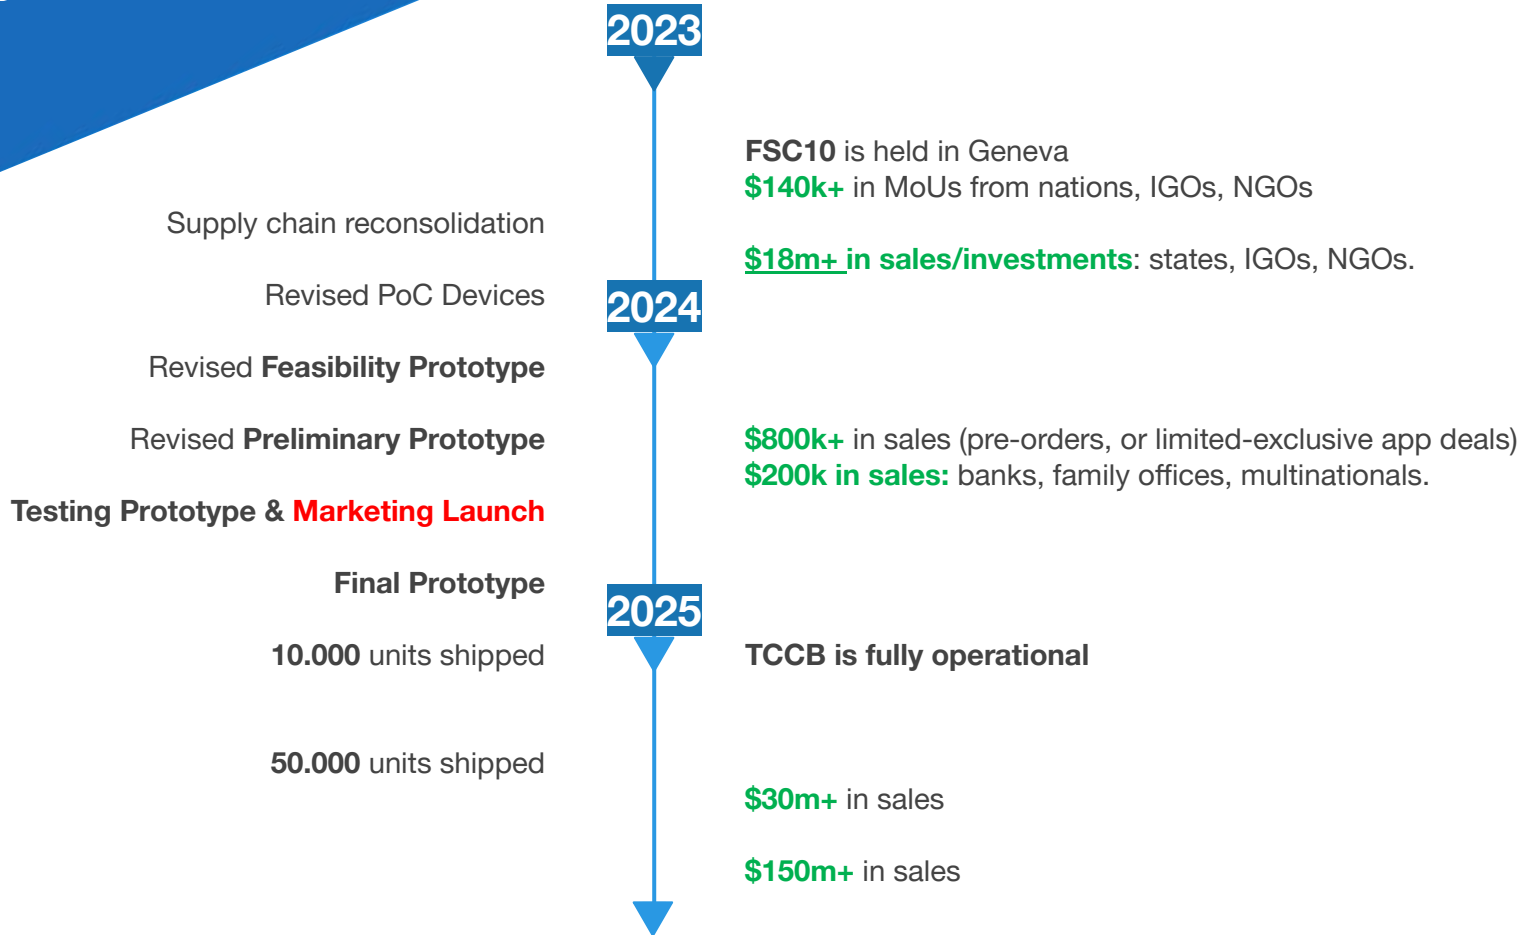 2023
FSC10 is held in Geneva
$140k+ in MoUs from nations, IGOs, NGOs
Supply chain reconsolidation
$18m+ in sales/investments: states, IGOs, NGOs.
Revised PoC Devices
2024
Revised Feasibility Prototype
Revised Preliminary Prototype
$800k+ in sales (pre-orders, or limited-exclusive app deals)
$200k in sales: banks, family offices, multinationals.
Testing Prototype & Marketing Launch
Final Prototype
2025
10.000 units shipped
TCCB is fully operational
50.000 units shipped
$30m+ in sales
$150m+ in sales